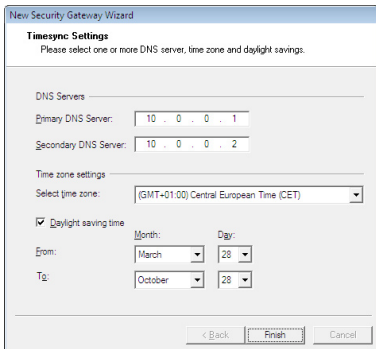 New Security Gateway Wizard
Timesync Settings
Please select one or more DNS server, time zone and daylight savings.
DNS Servers
Primary DNS Server: 10 . 0 . 0 . 1
Secondary DNS Server: 10 . 0 . 0 . 2
Time zone settings
Select time zone: (GMT+01:00) Central European Time (CET)
Daylight saving time
Month: Day:
From: March 28
To: October 28
< Back Finish Cancel